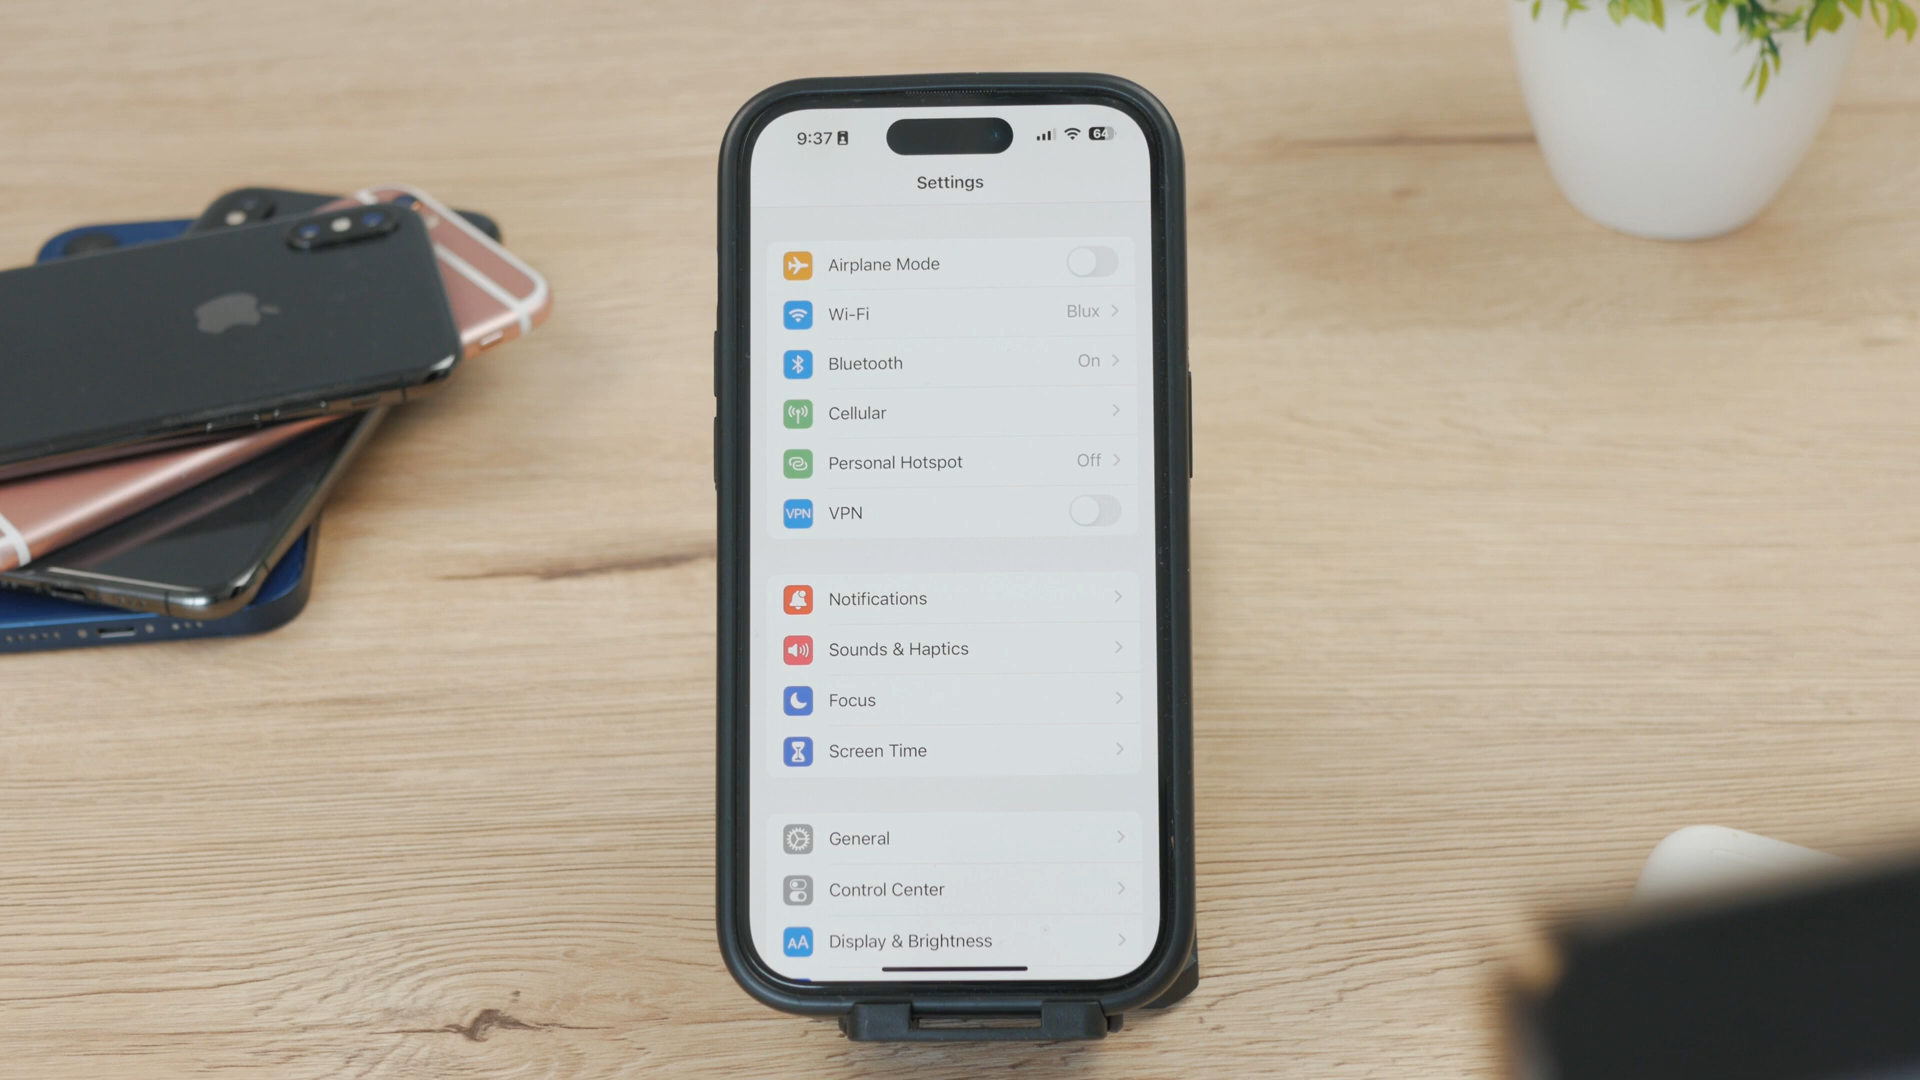 9:37 64
Settings
Airplane Mode
Wi-Fi Blux
Bluetooth On
Cellular
Personal Hotspot Off
VPN VPN
Notifications
Sounds & Haptics
Focus
Screen Time
General
Control Center
AA Display & Brightness